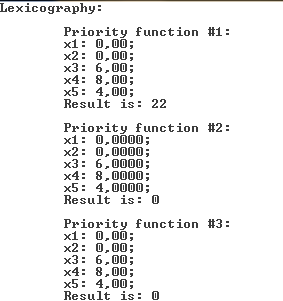 Lexicography:
Priority function #1:
x1: 0,00;
x2: 0,00;
x3: 6,00;
x4: 8,00;
x5: 4,00;
Result is: 22
Priority function #2:
x1: 0,0000;
x2: 0,0000;
x3: 6,0000;
x4: 8,0000;
x5: 4,0000;
Result is: 0
Priority function #3:
x1: 0,00;
x2: 0,00;
x3: 6,00;
x4: 8,00;
x5: 4,00;
Result is: 0